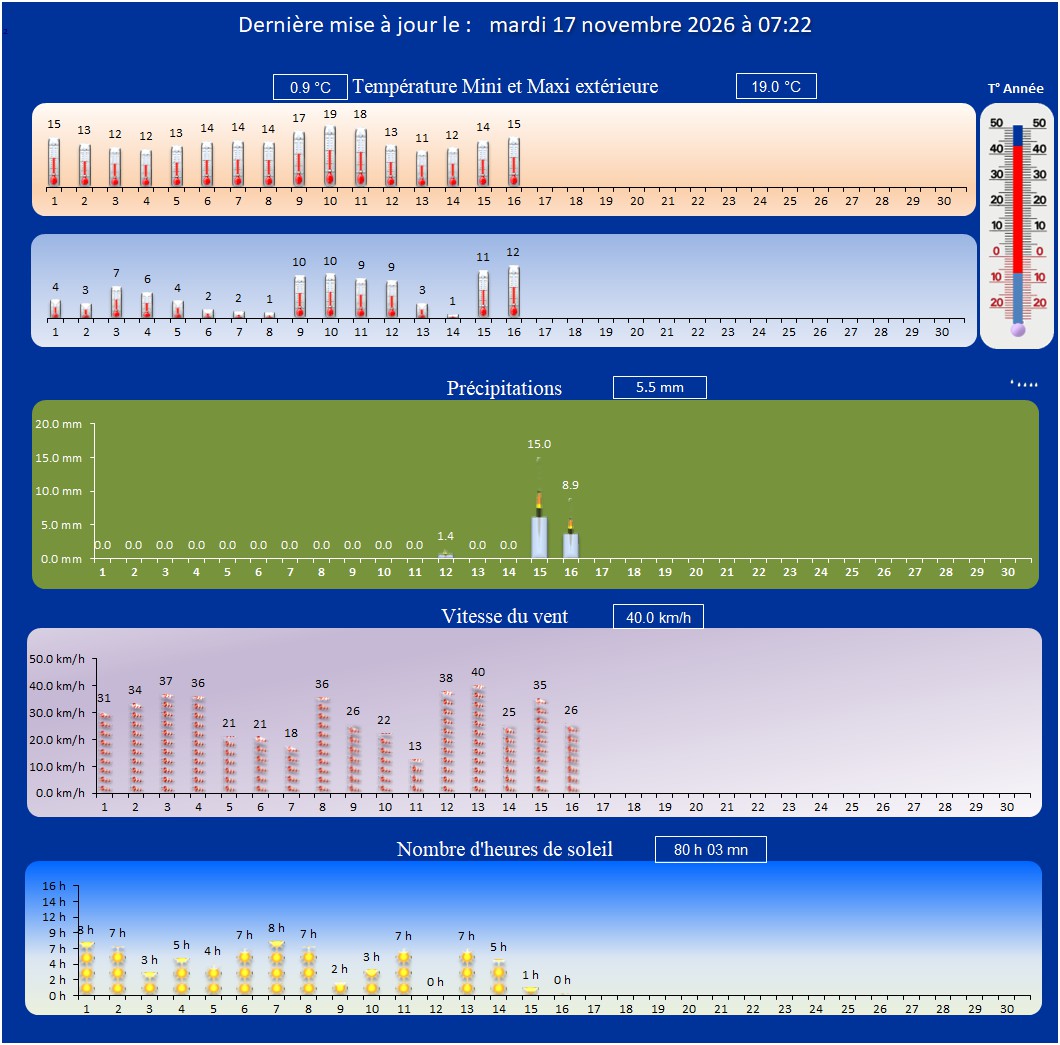 Dernière mise à jour le : mardi 17 novembre 2026 à 07:22
0.9 °C Température Mini et Maxi extérieure 19.0 °C
T° Année
15 13 12 12 13 14 14 14 17 19 18 13 11 12 14 15
1 2 3 4 5 6 7 8 9 10 11 12 13 14 15 16 17 18 19 20 21 22 23 24 25 26 27 28 29 30
4 3 7 6 4 2 2 1 10 10 9 9 3 1 11 12
1 2 3 4 5 6 7 8 9 10 11 12 13 14 15 16 17 18 19 20 21 22 23 24 25 26 27 28 29 30
50 50
40 40
30 30
20 20
10 10
0 0
10 10
20 20
Précipitations 5.5 mm
20.0 mm
15.0 mm
10.0 mm
5.0 mm
0.0 mm
0.0 0.0 0.0 0.0 0.0 0.0 0.0 0.0 0.0 0.0 0.0 1.4 0.0 0.0 15.0 8.9
1 2 3 4 5 6 7 8 9 10 11 12 13 14 15 16 17 18 19 20 21 22 23 24 25 26 27 28 29 30
Vitesse du vent 40.0 km/h
50.0 km/h
40.0 km/h
30.0 km/h
20.0 km/h
10.0 km/h
0.0 km/h
31 34 37 36 21 21 18 36 26 22 13 38 40 25 35 26
1 2 3 4 5 6 7 8 9 10 11 12 13 14 15 16 17 18 19 20 21 22 23 24 25 26 27 28 29 30
Nombre d'heures de soleil 80 h 03 mn
16 h
14 h
12 h
9 h
7 h
4 h
2 h
0 h
8 h 7 h 3 h 5 h 4 h 7 h 8 h 7 h 2 h 3 h 7 h 0 h 7 h 5 h 1 h 0 h
1 2 3 4 5 6 7 8 9 10 11 12 13 14 15 16 17 18 19 20 21 22 23 24 25 26 27 28 29 30